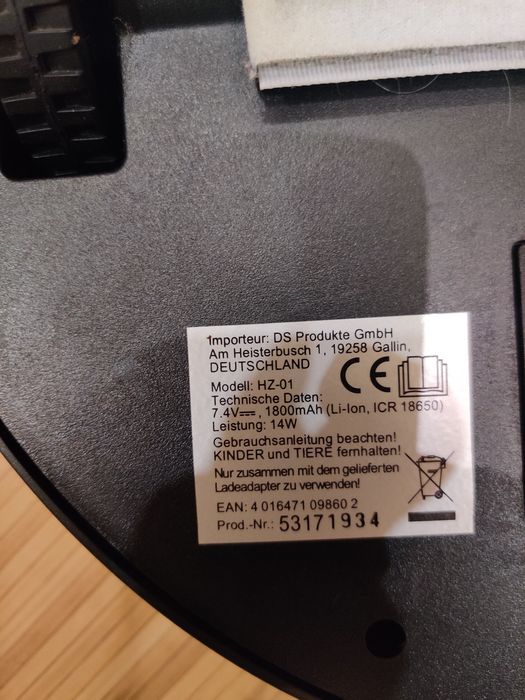 Importeur: DS Produkte GmbH
Am Heisterbusch 1, 19258 Gallin,
DEUTSCHLAND
Modell: HZ-01
Technische Daten:
7.4V⎓, 1800mAh (Li-Ion, ICR 18650)
Leistung: 14W
Gebrauchsanleitung beachten!
KINDER und TIERE fernhalten!
Nur zusammen mit dem gelieferten
Ladeadapter zu verwenden!
EAN: 4 016471 09860 2
Prod.-Nr.: 53171934
CE